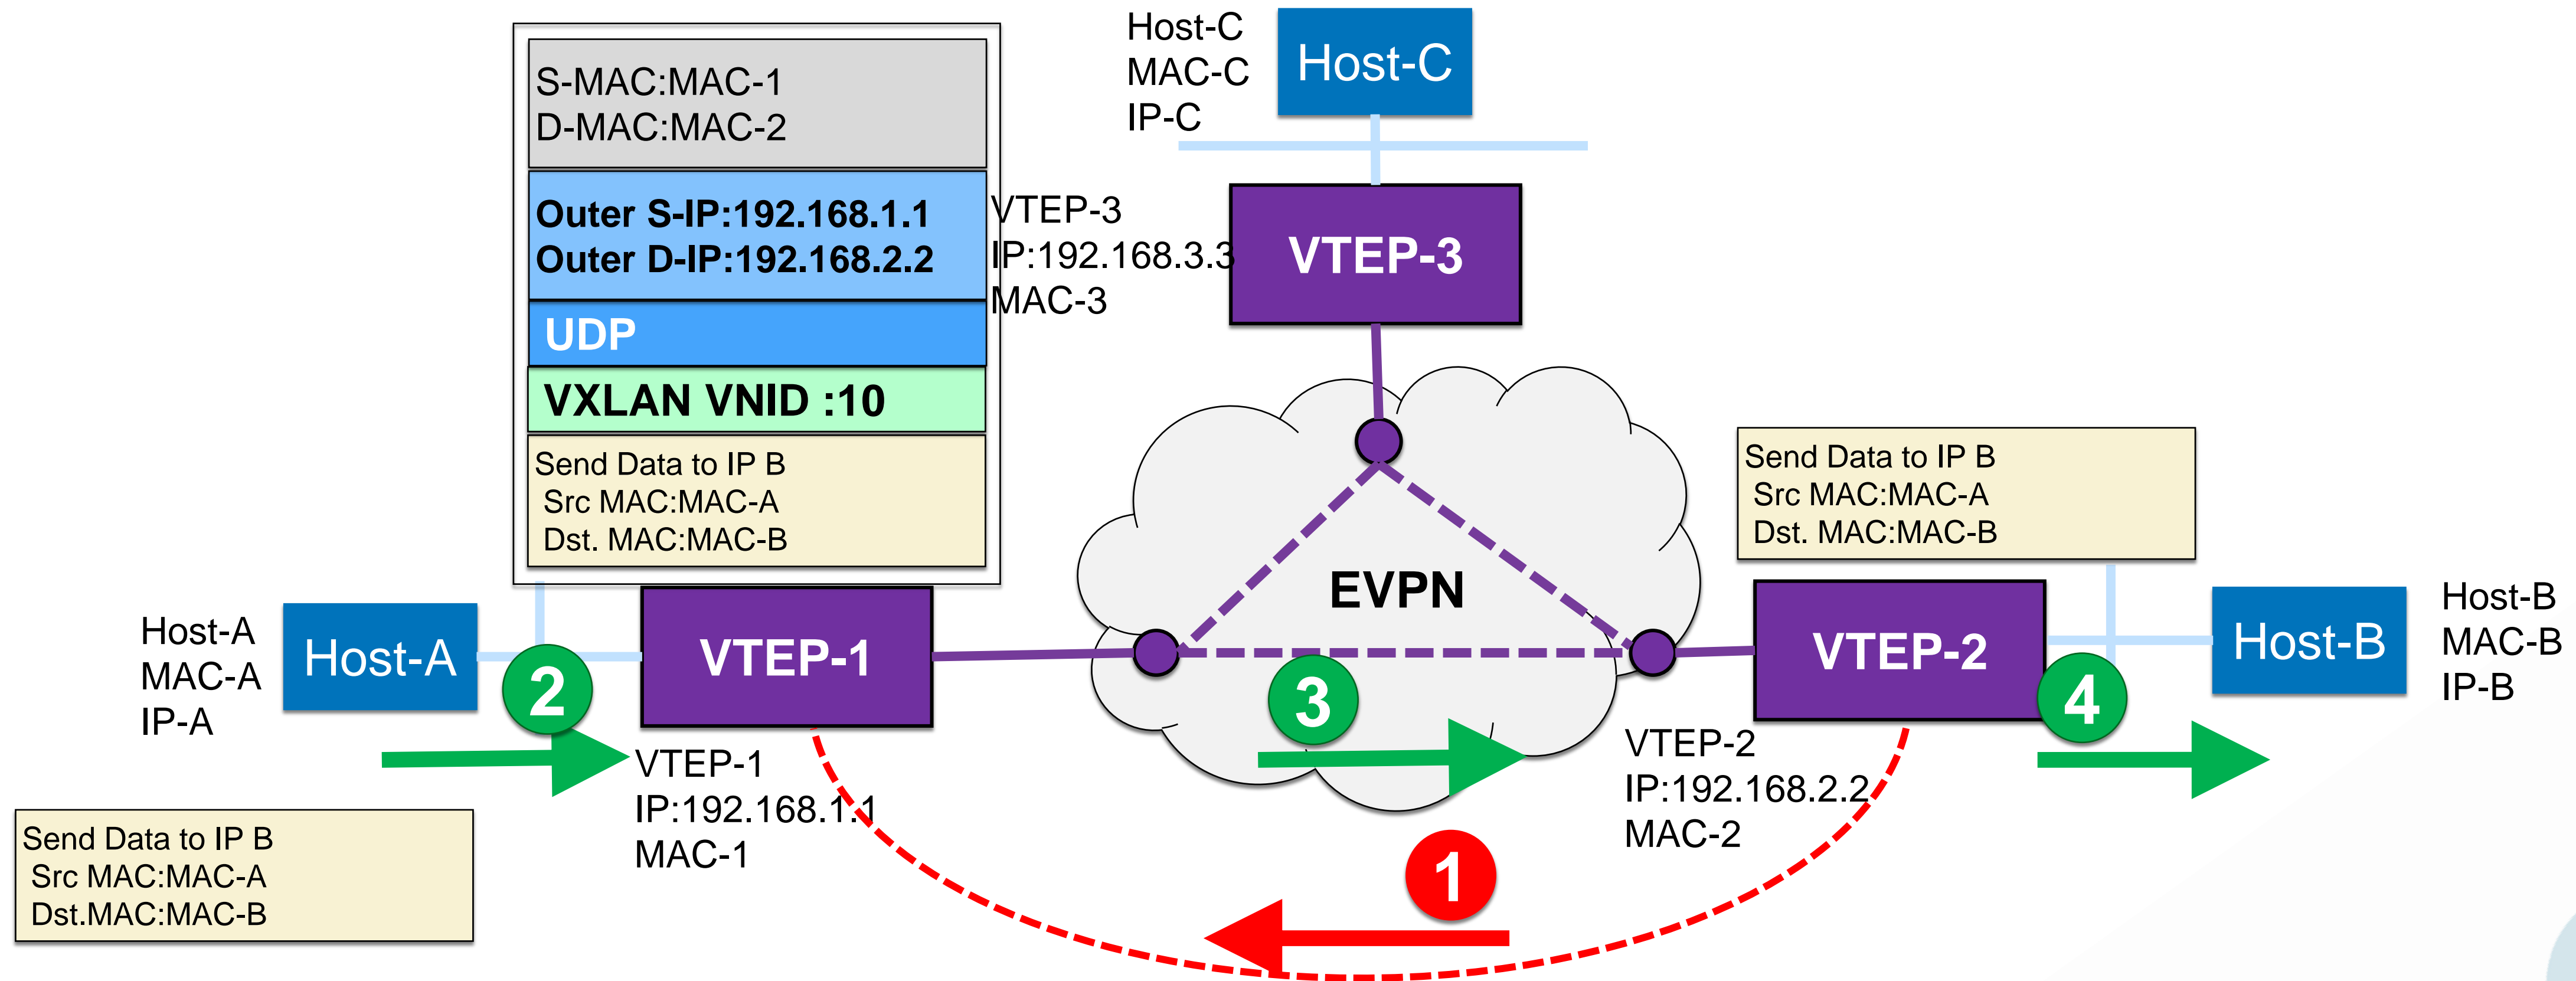 S-MAC:MAC-1
D-MAC:MAC-2
Outer S-IP:192.168.1.1
Outer D-IP:192.168.2.2
UDP
VXLAN VNID :10
Send Data to IP B
Src MAC:MAC-A
Dst. MAC:MAC-B
Host-C
MAC-C
IP-C
Host-C
VTEP-3
IP:192.168.3.3
MAC-3
VTEP-3
EVPN
Send Data to IP B
Src MAC:MAC-A
Dst. MAC:MAC-B
Host-A
MAC-A
IP-A
Host-A
2
VTEP-1
VTEP-1
IP:192.168.1.1
MAC-1
3
VTEP-2
VTEP-2
IP:192.168.2.2
MAC-2
4
Host-B
Host-B
MAC-B
IP-B
Send Data to IP B
Src MAC:MAC-A
Dst.MAC:MAC-B
1